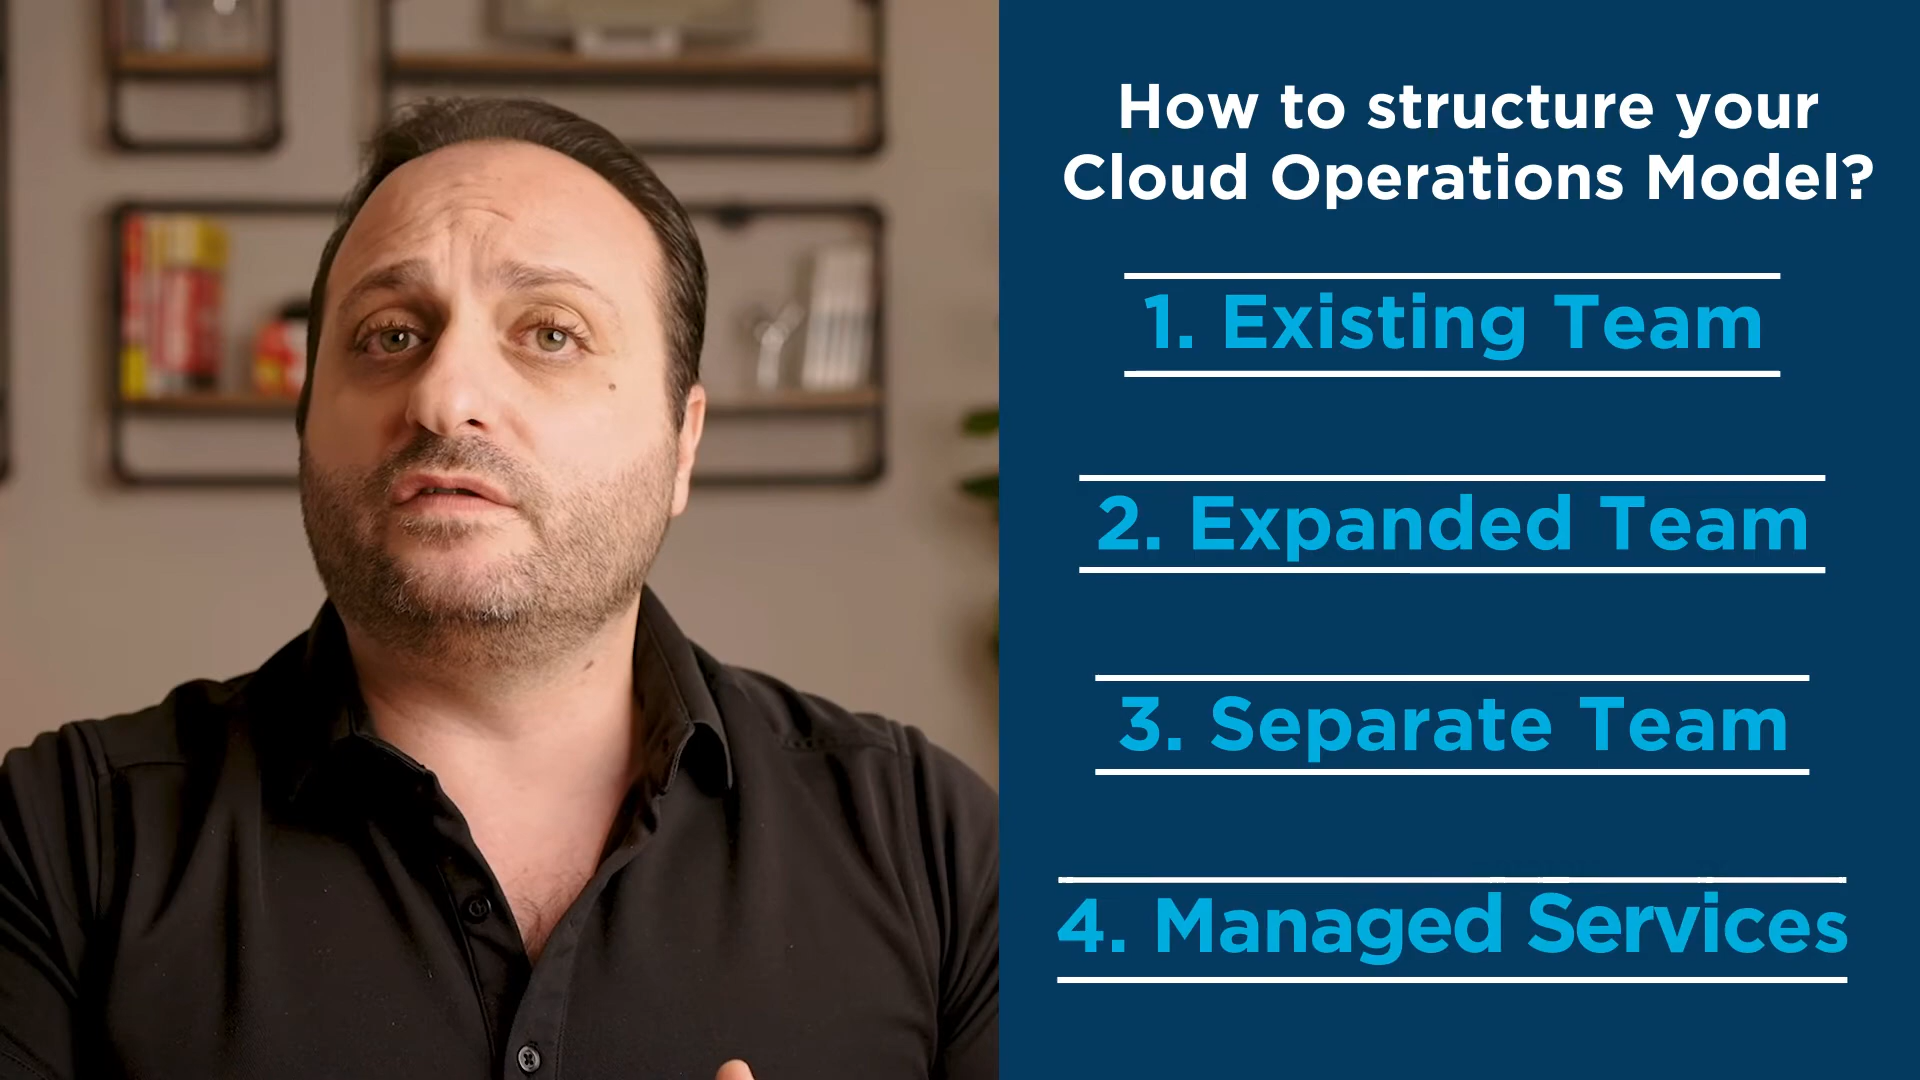 How to structure your
Cloud Operations Model?
1. Existing Team
2. Expanded Team
3. Separate Team
4. Managed Services